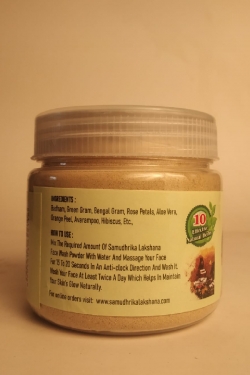 INGREDIENTS :
Badham, Green Gram, Bengal Gram, Rose Petals, Aloe Vera,
Orange Peel, Avarampoo, Hibiscus, Etc,
HOW TO USE :
Mix The Required Amount Of Samudhrika Lakshana
Face Wash Powder With Water And Massage Your Face
For 15 To 20 Seconds In An Anti-clock Direction And Wash It.
Wash Your Face At Least Twice A Day Which Helps In Maintain
Your Skin's Glow Naturally.
For on line orders visit: www.samudhrikalakshana.com
10